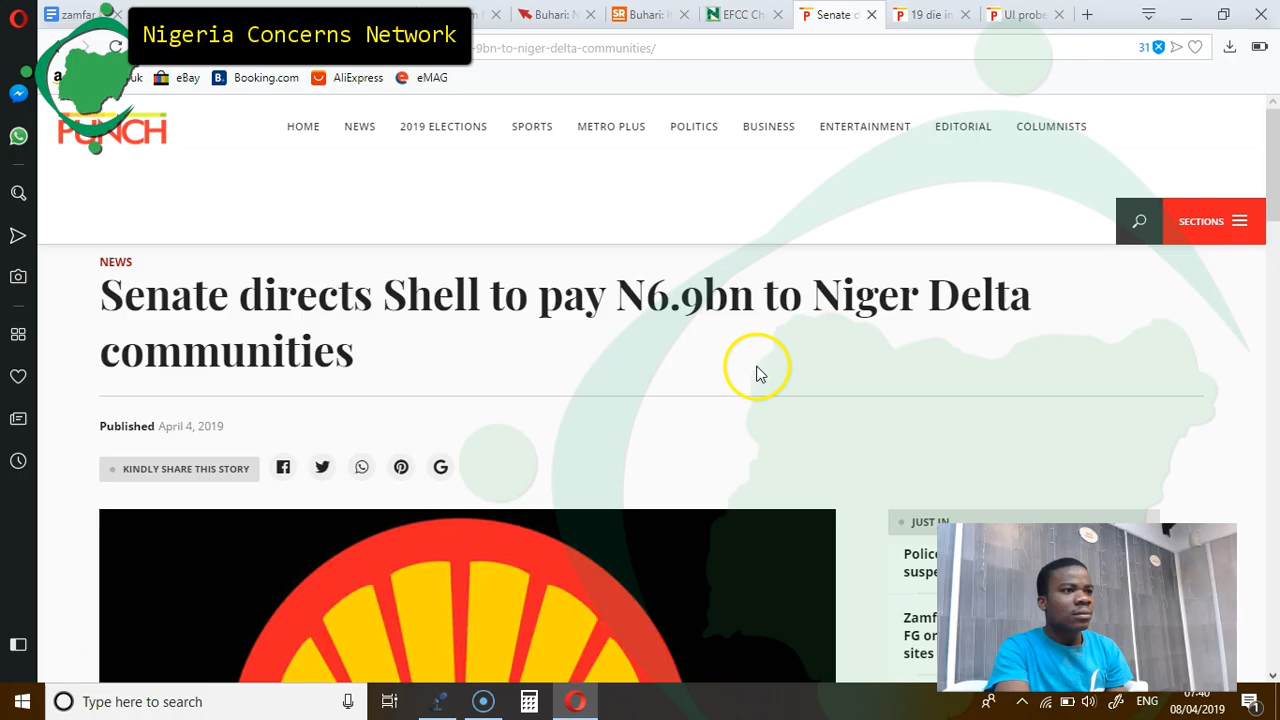 zamfar
Buhari N
Buhari: It
EFCC Ch
Senate d
19 die in
UI probe
Nigeria Concerns Network
-9bn-to-niger-delta-communities/
31
uk
eBay
Booking.com
AliExpress
eMAG
PUNCH
HOME
NEWS
2019 ELECTIONS
SPORTS
METRO PLUS
POLITICS
BUSINESS
ENTERTAINMENT
EDITORIAL
COLUMNISTS
SECTIONS
NEWS
Senate directs Shell to pay N6.9bn to Niger Delta
communities
Published April 4, 2019
KINDLY SHARE THIS STORY
JUST IN
Police
suspe
Zamf
FG or
sites
Type here to search
ENG
07:40
08/04/2019